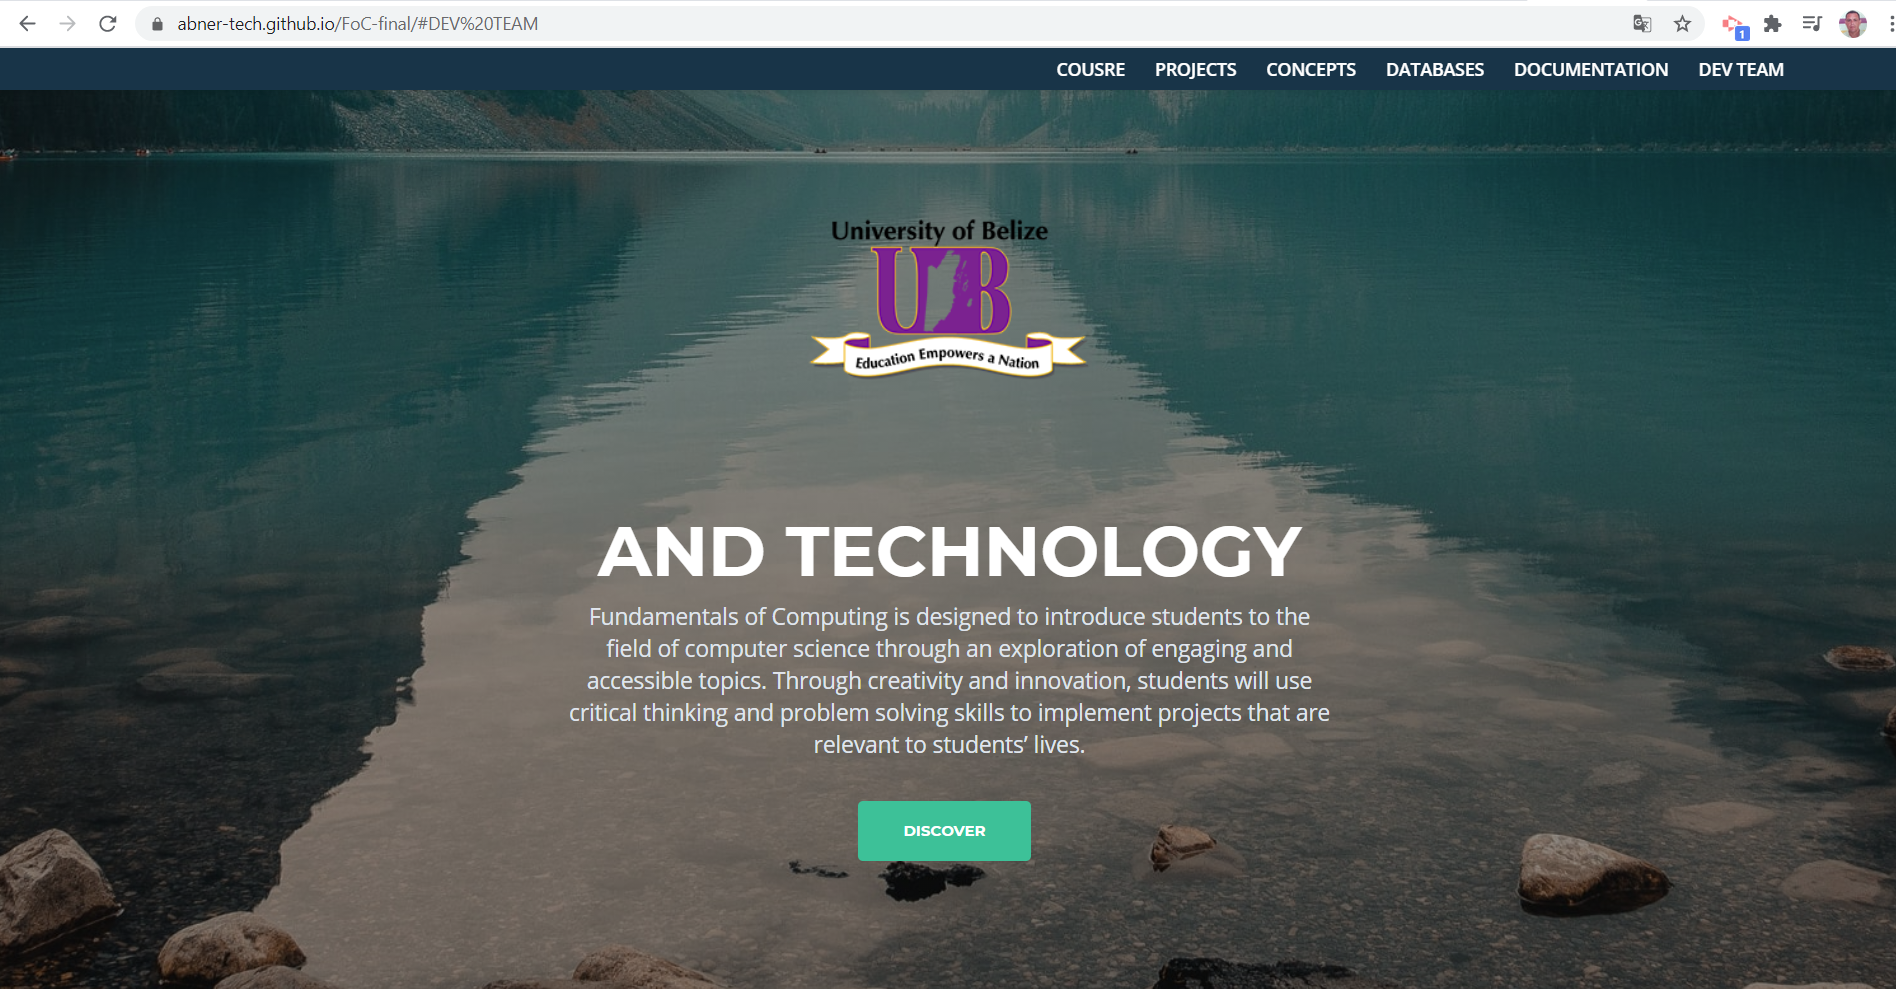 abner-tech.github.io/FoC-final/#DEV%20TEAM
1
COUSRE PROJECTS CONCEPTS DATABASES DOCUMENTATION DEV TEAM
University of Belize
UB
Education Empowers a Nation
AND TECHNOLOGY
Fundamentals of Computing is designed to introduce students to the
field of computer science through an exploration of engaging and
accessible topics. Through creativity and innovation, students will use
critical thinking and problem solving skills to implement projects that are
relevant to students’ lives.
DISCOVER